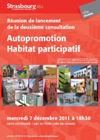 Strasbourg.eu
Réunion de lancement
de la deuxième consultation
Autopromotion
Habitat participatif
mercredi 7 décembre 2011 à 18h30